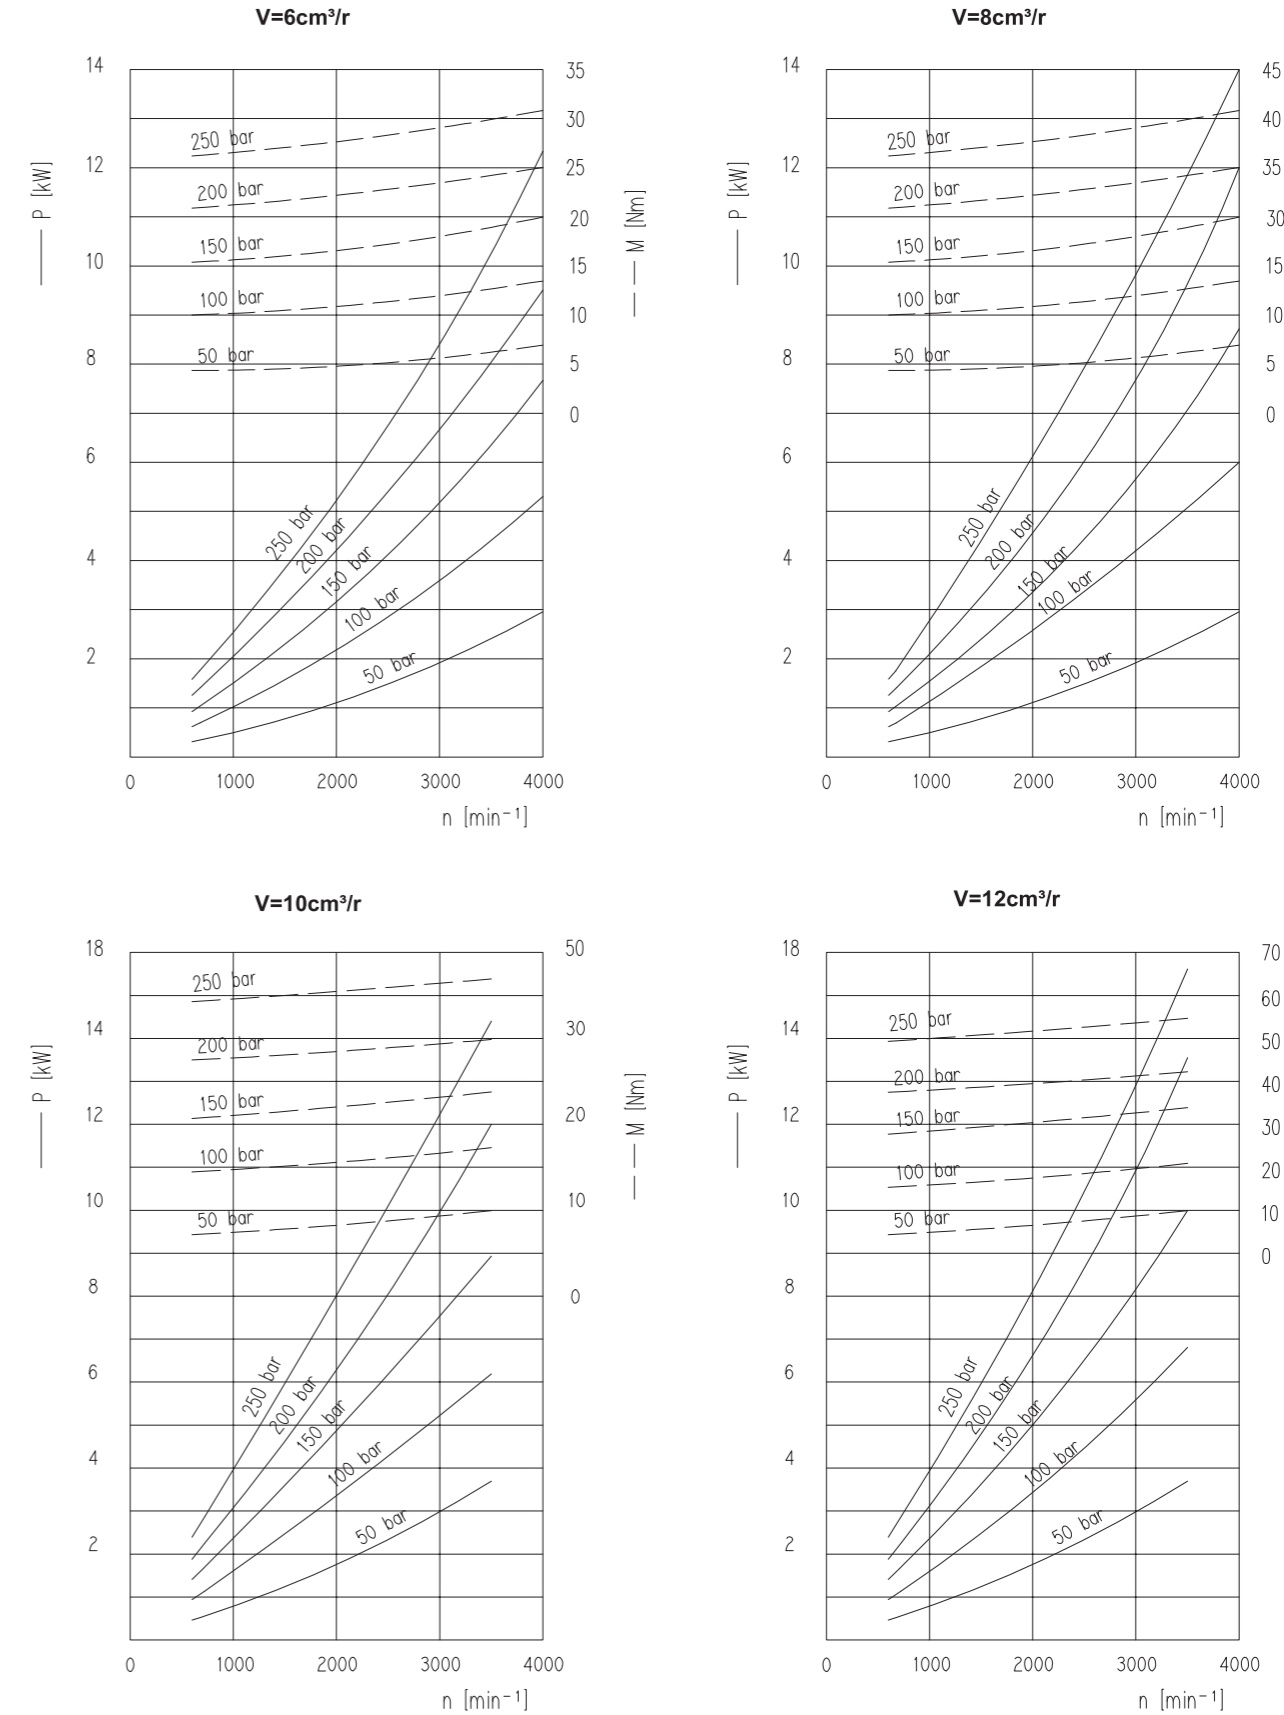 V=6cm³/r
14 35
250 bar 30
12 25
P [kW] 200 bar 20 M [Nm]
150 bar
10 15
100 bar 10
8 50 bar 5
0
6
250 bar
200 bar
4
150 bar
100 bar
2 50 bar
0 1000 2000 3000 4000
n [min⁻¹]
V=8cm³/r
14 45
250 bar 40
12 35
P [kW] 200 bar 30
150 bar
10 15
100 bar 10
8 50 bar 5
0
6
250 bar
200 bar
4
150 bar
100 bar
2 50 bar
0 1000 2000 3000 4000
n [min⁻¹]
V=10cm³/r
18 50
250 bar
14 30
P [kW] 200 bar M [Nm]
150 bar
12 20
100 bar
10 10
50 bar
8 0
6
250 bar
200 bar
150 bar
4
100 bar
50 bar
2
0 1000 2000 3000 4000
n [min⁻¹]
V=12cm³/r
18 70
60
14 250 bar 50
P [kW] 200 bar 40
12 150 bar 30
100 bar 20
10 50 bar 10
0
8
6
250 bar
200 bar
150 bar
4
100 bar
50 bar
2
0 1000 2000 3000 4000
n [min⁻¹]